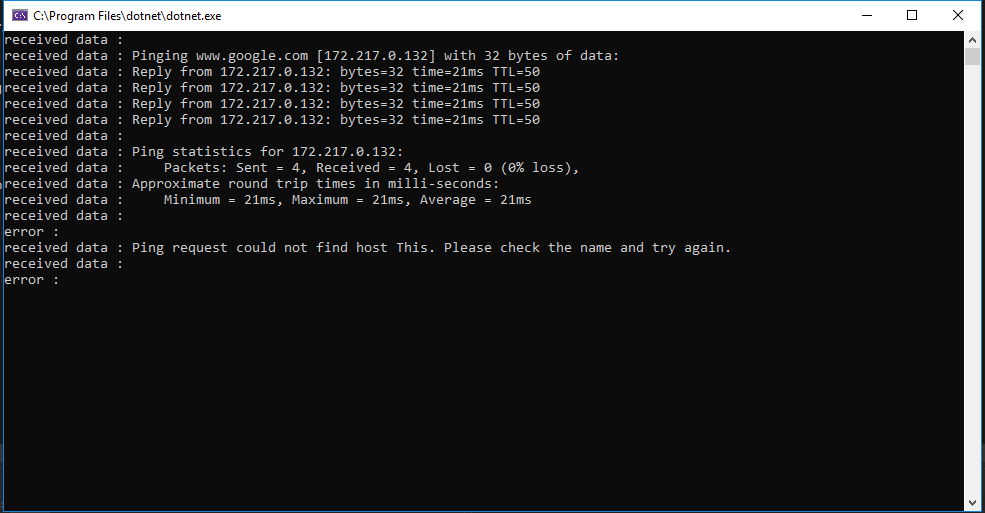 C:\Program Files\dotnet\dotnet.exe
received data :
received data : Pinging www.google.com [172.217.0.132] with 32 bytes of data:
received data : Reply from 172.217.0.132: bytes=32 time=21ms TTL=50
received data : Reply from 172.217.0.132: bytes=32 time=21ms TTL=50
received data : Reply from 172.217.0.132: bytes=32 time=21ms TTL=50
received data : Reply from 172.217.0.132: bytes=32 time=21ms TTL=50
received data :
received data : Ping statistics for 172.217.0.132:
received data :     Packets: Sent = 4, Received = 4, Lost = 0 (0% loss),
received data : Approximate round trip times in milli-seconds:
received data :     Minimum = 21ms, Maximum = 21ms, Average = 21ms
received data :
error :
received data : Ping request could not find host This. Please check the name and try again.
received data :
error :